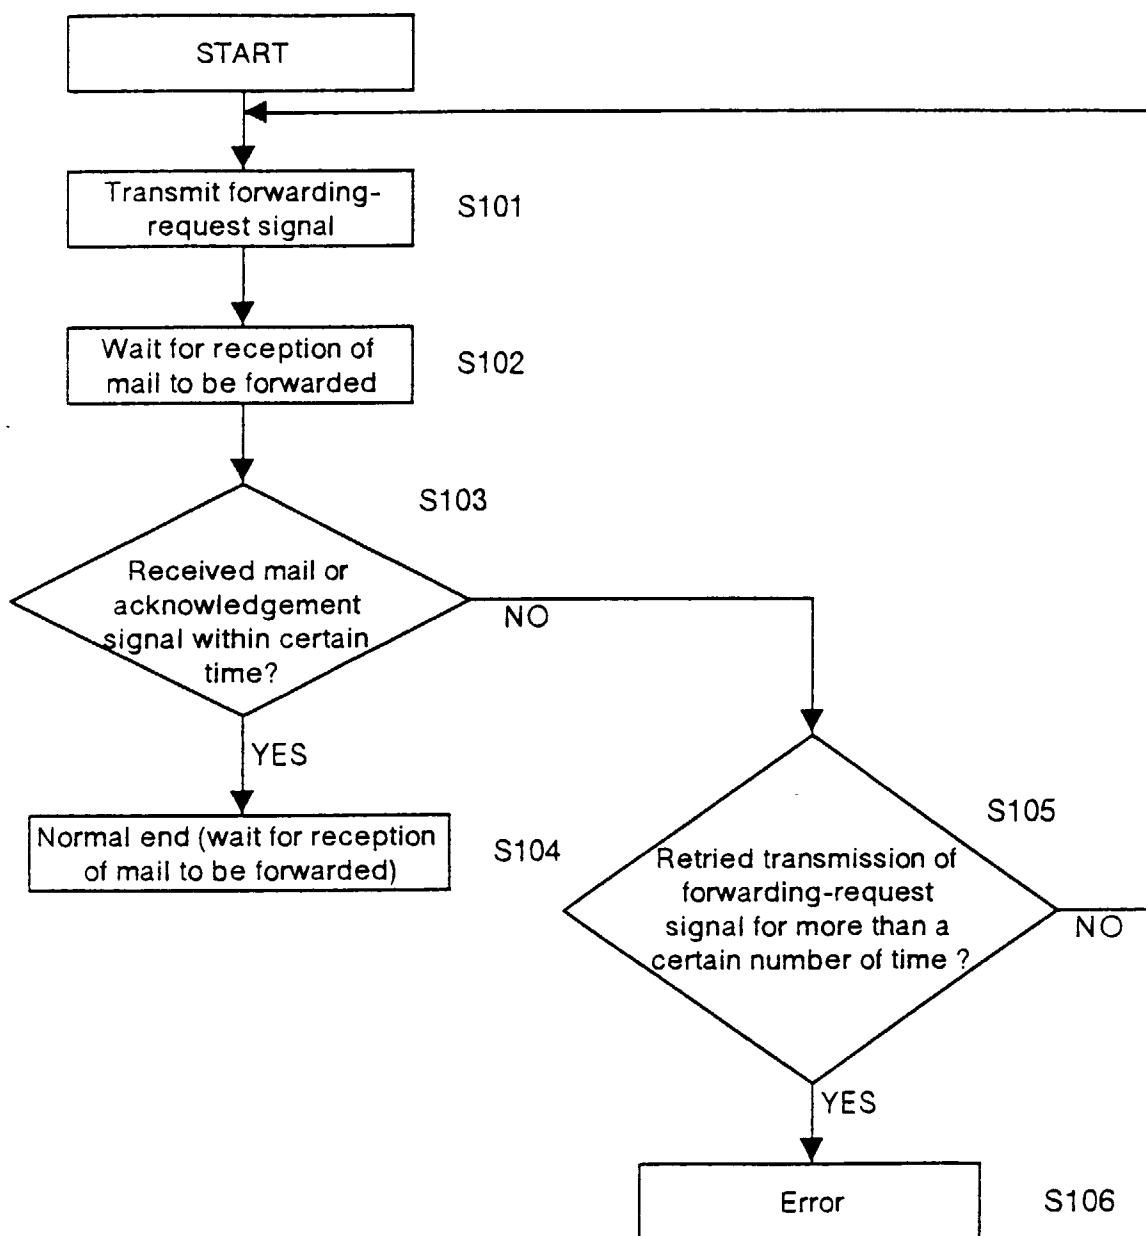 START
Transmit forwarding-
request signal
S101
Wait for reception of
mail to be forwarded
S102
S103
Received mail or
acknowledgement
signal within certain
time?
NO
YES
Normal end (wait for reception
of mail to be forwarded)
S104
S105
Retried transmission of
forwarding-request
signal for more than a
certain number of time ?
NO
YES
Error
S106